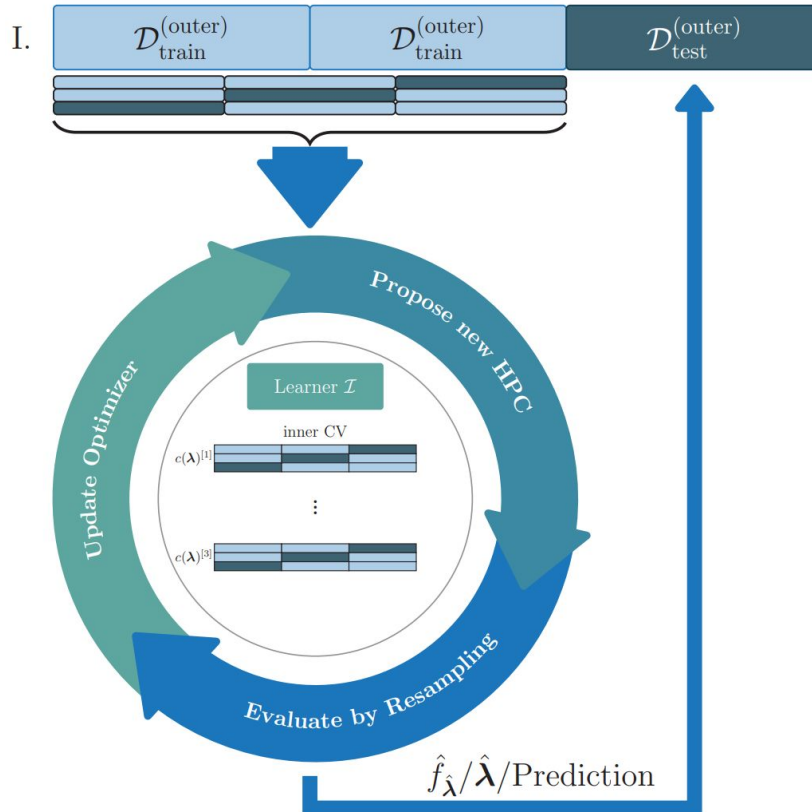 I.
𝒟_train^(outer)
𝒟_train^(outer)
𝒟_test^(outer)
Propose new HPC
Update Optimizer
Learner ℐ
inner CV
c(λ)^[1]
⋮
c(λ)^[3]
Evaluate by Resampling
f̂_λ̂/λ̂/Prediction